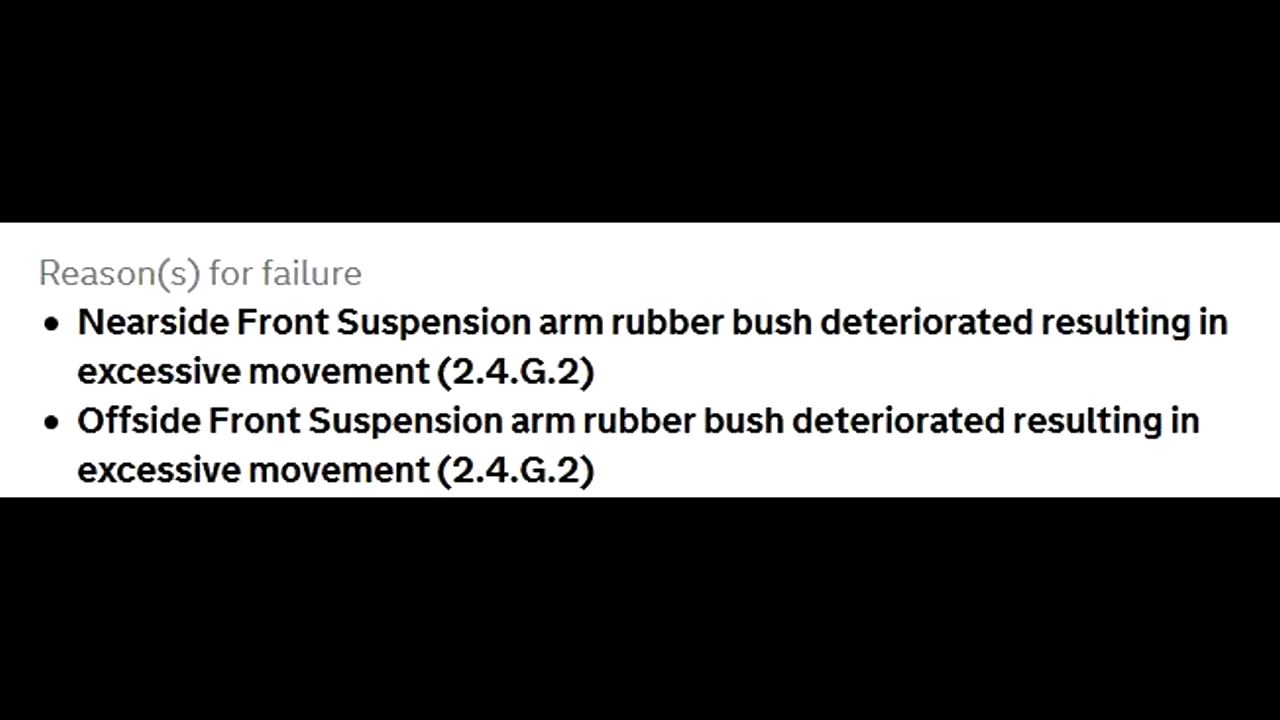 Reason(s) for failure
• Nearside Front Suspension arm rubber bush deteriorated resulting in
excessive movement (2.4.G.2)
• Offside Front Suspension arm rubber bush deteriorated resulting in
excessive movement (2.4.G.2)